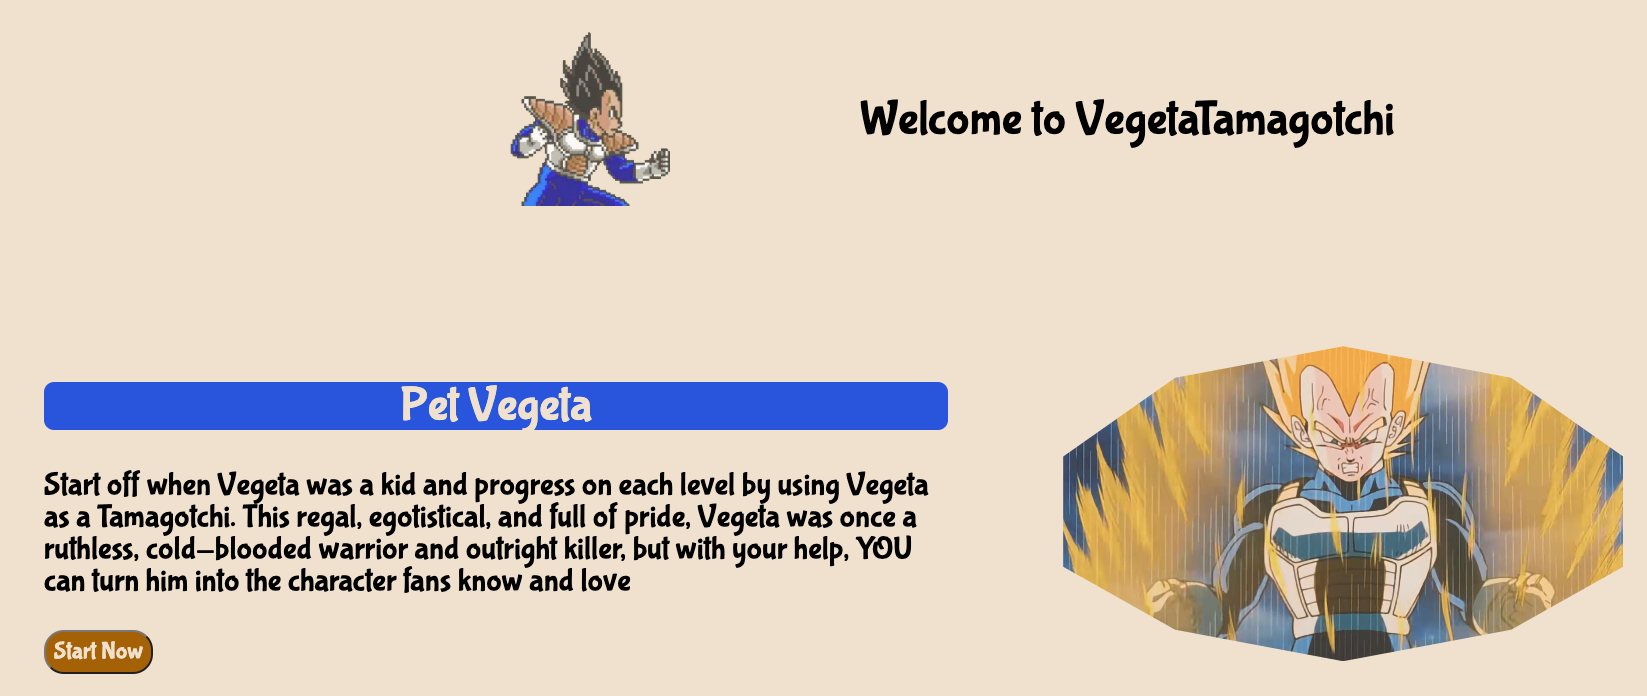 Welcome to VegetaTamagotchi
Pet Vegeta
Start off when Vegeta was a kid and progress on each level by using Vegeta
as a Tamagotchi. This regal, egotistical, and full of pride, Vegeta was once a
ruthless, cold-blooded warrior and outright killer, but with your help, YOU
can turn him into the character fans know and love
Start Now